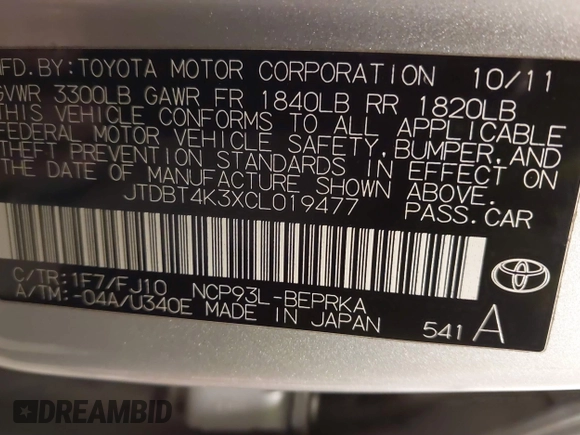 MFD. BY: TOYOTA MOTOR CORPORATION 10/11
GVWR 3300LB GAWR FR 1840LB RR 1820LB
THIS VEHICLE CONFORMS TO ALL APPLICABLE
FEDERAL MOTOR VEHICLE SAFETY, BUMPER, AND
THEFT PREVENTION STANDARDS IN EFFECT ON
THE DATE OF MANUFACTURE SHOWN ABOVE.
JTDBT4K3XCL019477 PASS. CAR
C/TR: 1F7/FJ10 NCP93L-BEPRKA
A/TM: -04A/U340E MADE IN JAPAN
TOYOTA
541 A
DREAMBID